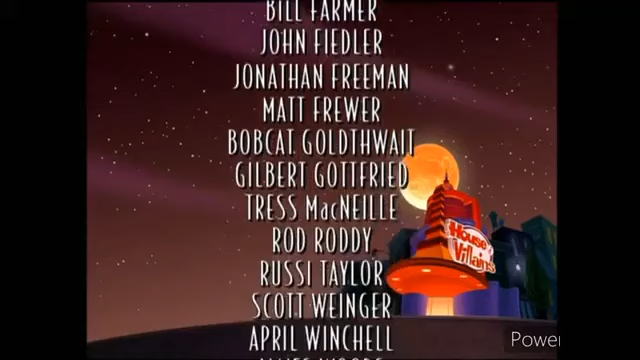 BILL FARMER
JOHN FIEDLER
JONATHAN FREEMAN
MATT FREWER
BOBCAT GOLDTHWAIT
GILBERT GOTTFRIED
TRESS MacNEILLE
ROD RODDY
RUSSI TAYLOR
SCOTT WEINGER
APRIL WINCHELL
House
Villains